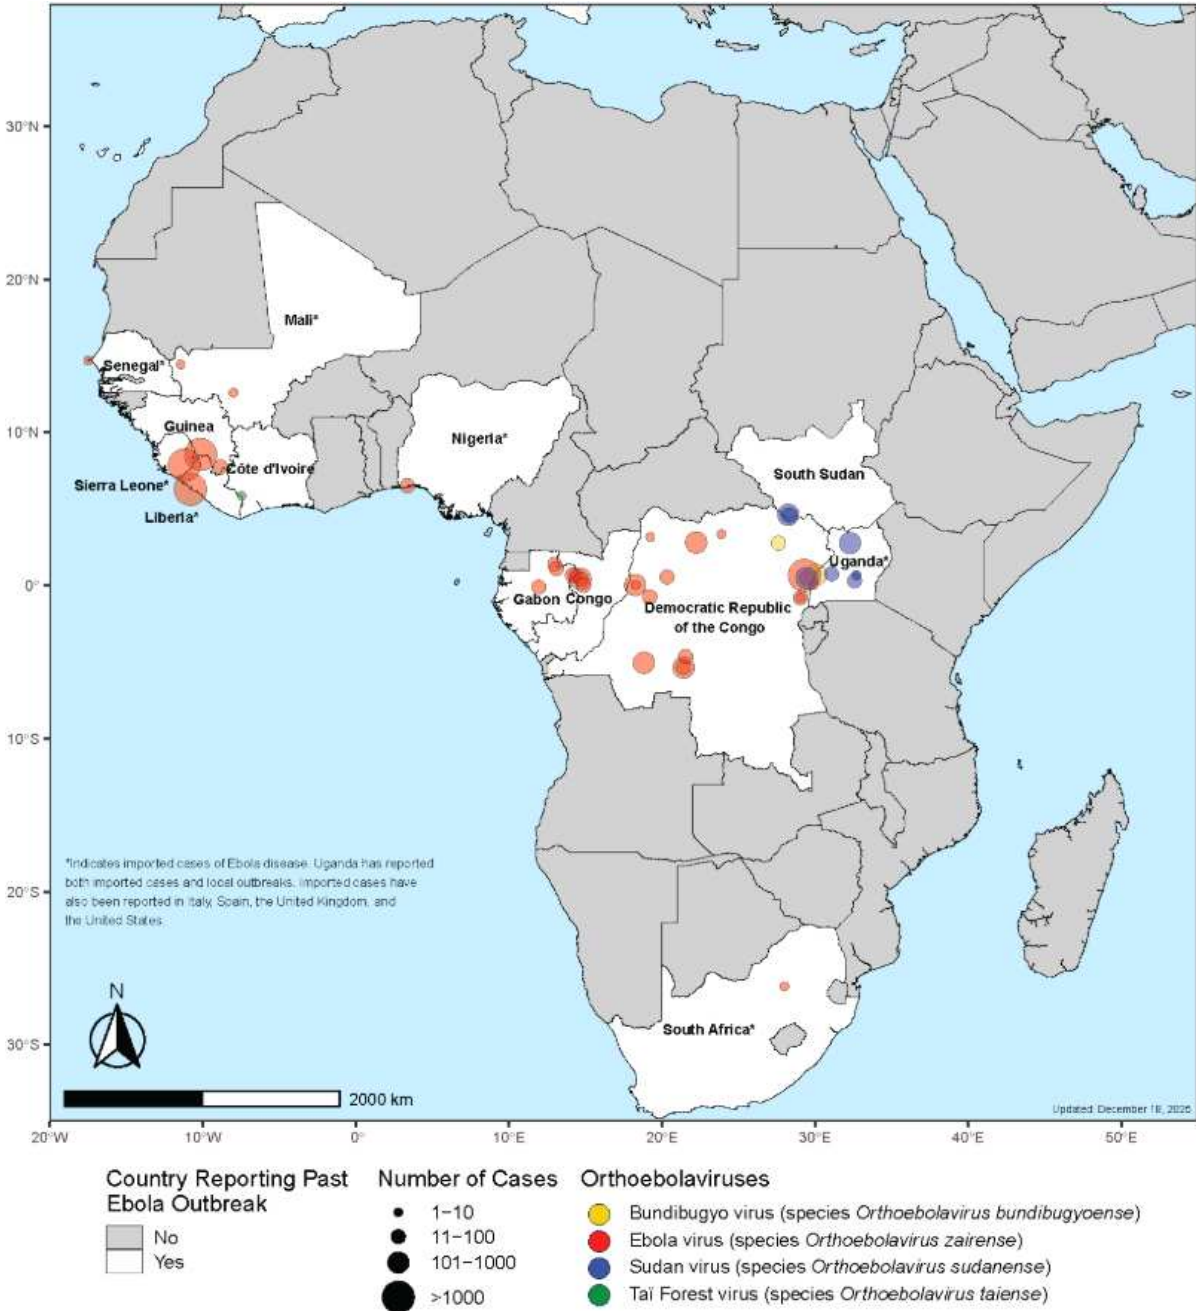 30°N
20°N
10°N
0°
10°S
20°S
30°S
Mali*
Senegal*
Guinea
Nigeria*
Côte d'Ivoire
South Sudan
Sierra Leone*
Liberia*
Uganda*
Gabon Congo
Democratic Republic
of the Congo
*Indicates imported cases of Ebola disease. Uganda has reported
both imported cases and local outbreaks. Imported cases have
also been reported in Italy, Spain, the United Kingdom, and
the United States.
N
South Africa*
2000 km
Updated: December 18, 2025
20°W
10°W
0°
10°E
20°E
30°E
40°E
50°E
Country Reporting Past
Ebola Outbreak
No
Yes
Number of Cases
1–10
11–100
101–1000
>1000
Orthoebolaviruses
Bundibugyo virus (species Orthoebolavirus bundibugyoense)
Ebola virus (species Orthoebolavirus zairense)
Sudan virus (species Orthoebolavirus sudanense)
Taï Forest virus (species Orthoebolavirus taiense)